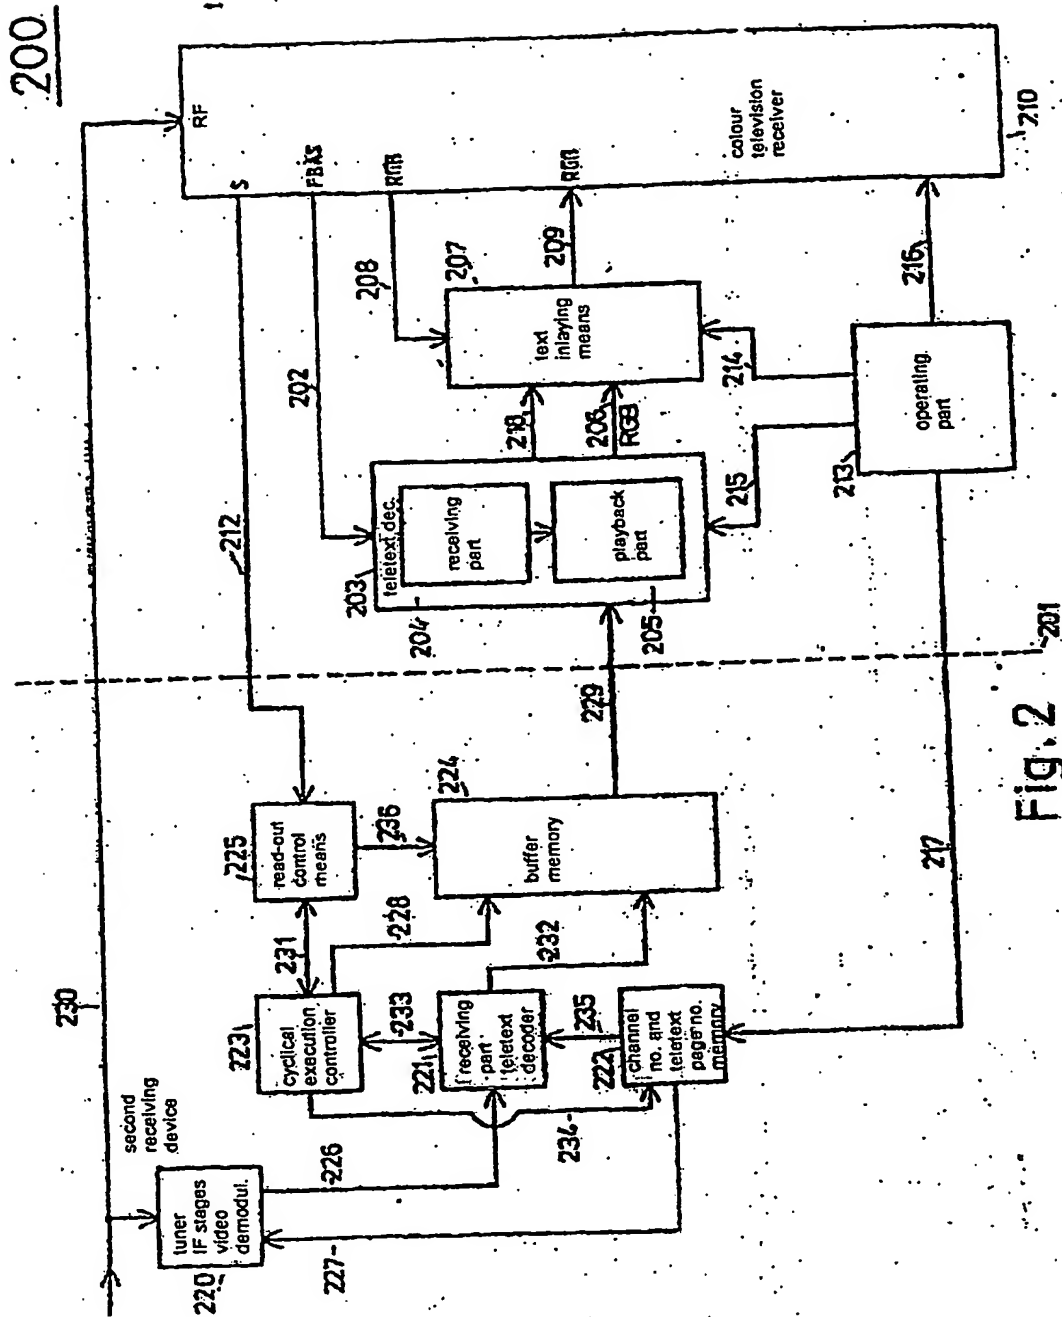 200
230
RF
S
FBAS
RGB
RGB
colour
television
receiver
210
second
receiving
device
tuner
IF stages
video
demodul.
220
226
227
223
cyclical
execution
controller
231
225
read-out
control
means
212
202
208
236
228
233
221
receiving
part
teletext
decoder
232
235
222
channel
no. and
teletext
page no.
memory
234
224
buffer
memory
229
203
teletext dec.
204
receiving
part
205
playback
part
218
206
RGB
207
text
inlaying
means
209
214
215
213
operating
part
216
217
201
Fig. 2